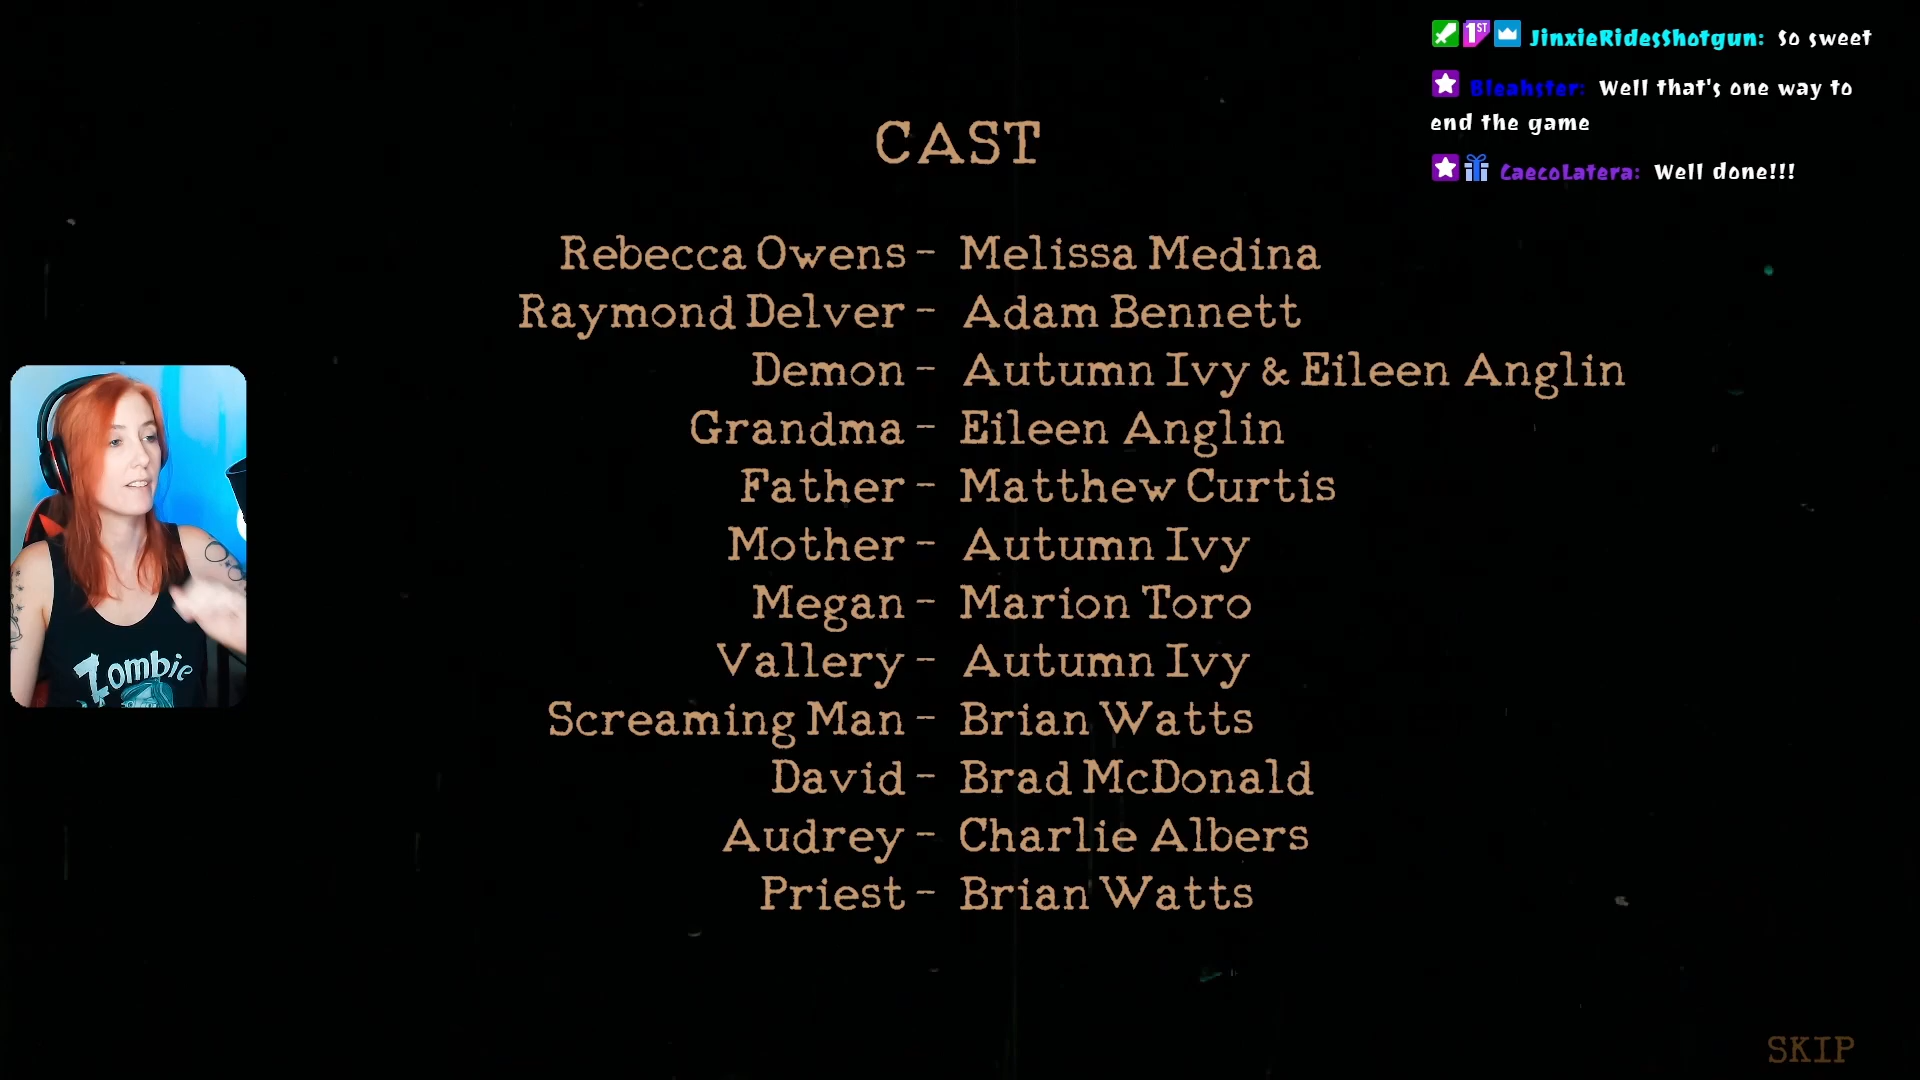 JinxieRidesShotgun: So sweet
Bleahster: Well that's one way to
end the game
CaecoLatera: Well done!!!
CAST
Rebecca Owens - Melissa Medina
Raymond Delver - Adam Bennett
Demon - Autumn Ivy & Eileen Anglin
Grandma - Eileen Anglin
Father - Matthew Curtis
Mother - Autumn Ivy
Megan - Marion Toro
Vallery - Autumn Ivy
Screaming Man - Brian Watts
David - Brad McDonald
Audrey - Charlie Albers
Priest - Brian Watts
Zombie
SKIP